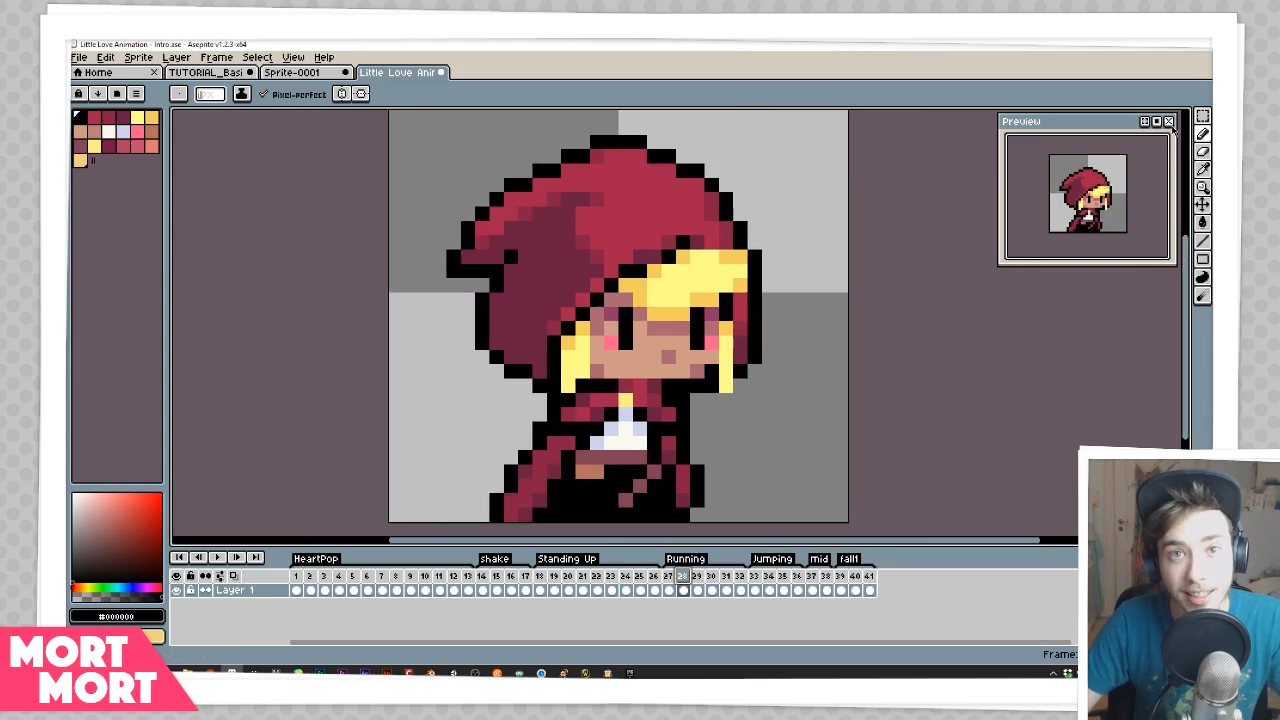 Little Love Animation - Intro.ase - Aseprite v1.2.3-x64
File Edit Sprite Layer Frame Select View Help
Home TUTORIAL_Basi Sprite-0001 Little Love Anir
Pixel-perfect
Preview
HeartPop shake Standing Up Running Jumping mid fall1
1 2 3 4 5 6 7 8 9 10 11 12 13 14 15 16 17 18 19 20 21 22 23 24 25 26 27 28 29 30 31 32 33 34 35 36 37 38 39 40 41
Layer 1
#000000
Frame:
MORT
MORT